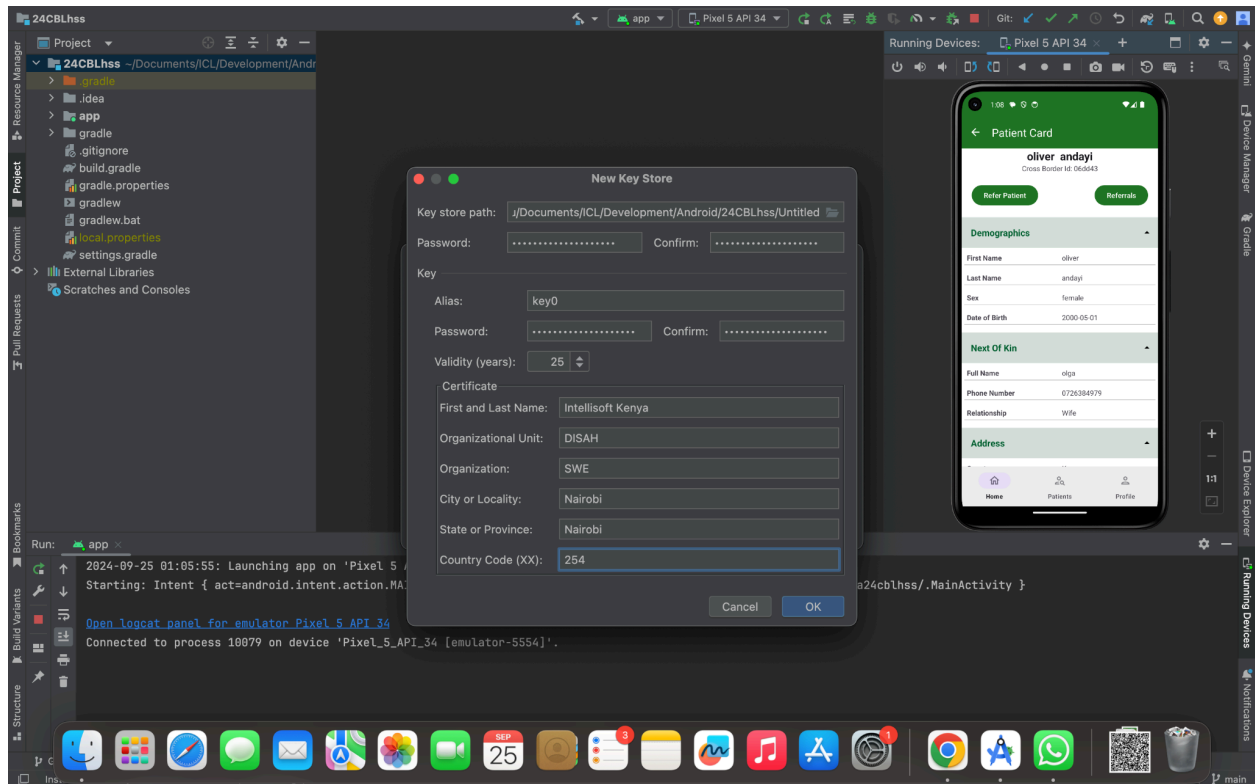 24CBLhss
app
Pixel 5 API 34
Git:
Project
24CBLhss ~/Documents/ICL/Development/Andr
.gradle
.idea
app
gradle
.gitignore
build.gradle
gradle.properties
gradlew
gradlew.bat
local.properties
settings.gradle
External Libraries
Scratches and Consoles
Resource Manager
Project
Commit
Pull Requests
Bookmarks
Build Variants
Structure
New Key Store
Key store path: ı/Documents/ICL/Development/Android/24CBLhss/Untitled
Password: Confirm:
Key
Alias: key0
Password: Confirm:
Validity (years): 25
Certificate
First and Last Name: Intellisoft Kenya
Organizational Unit: DISAH
Organization: SWE
City or Locality: Nairobi
State or Province: Nairobi
Country Code (XX): 254
Cancel OK
Running Devices: Pixel 5 API 34
1:08
Patient Card
oliver andayi
Cross Border Id: 06dd43
Refer Patient Referrals
Demographics
First Name oliver
Last Name andayi
Sex female
Date of Birth 2000-05-01
Next Of Kin
Full Name olga
Phone Number 0726384979
Relationship Wife
Address
Home Patients Profile
1:1
Gemini
Device Manager
Gradle
Device Explorer
Running Devices
Notifications
Run: app
2024-09-25 01:05:55: Launching app on 'Pixel 5 A
Starting: Intent { act=android.intent.action.MAI
a24cblhss/.MainActivity }
Open logcat panel for emulator Pixel 5 API 34
Connected to process 10079 on device 'Pixel_5_API_34 [emulator-5554]'.
SEP
25
3
1
G
Ins
main